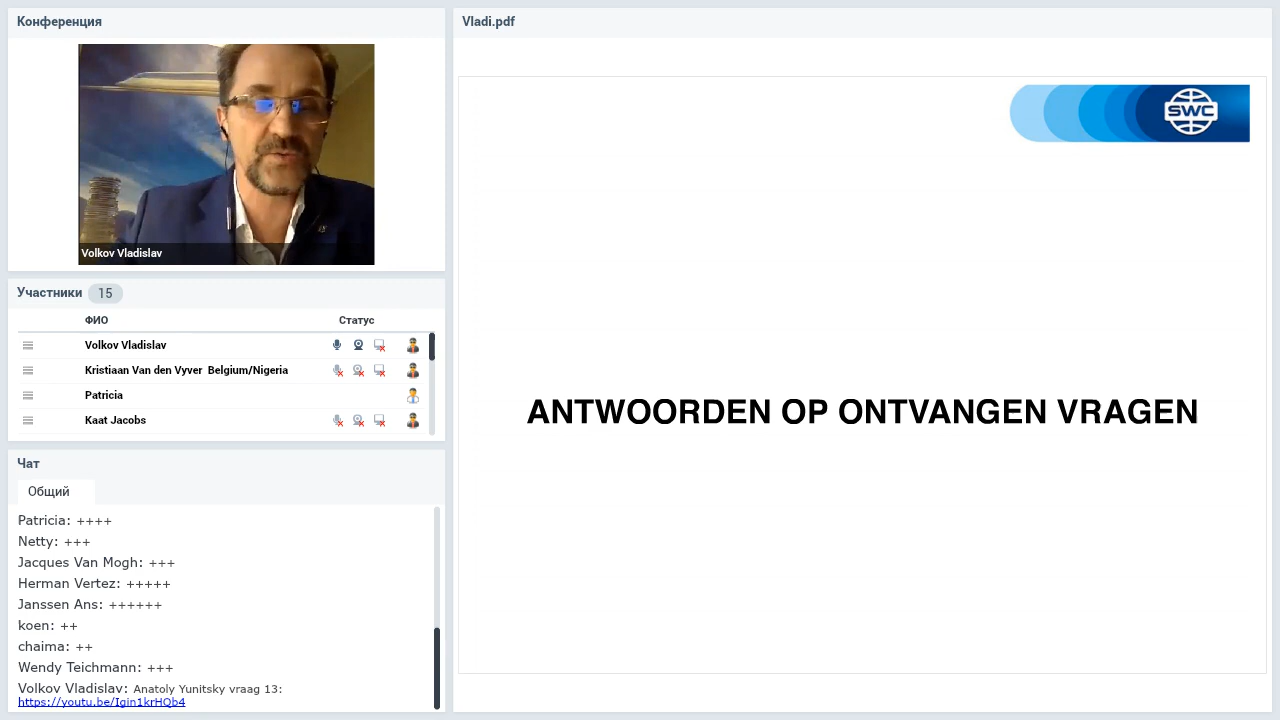 Конференция
Volkov Vladislav
Участники 15
ФИО Статус
Volkov Vladislav
Kristiaan Van den Vyver Belgium/Nigeria
Patricia
Kaat Jacobs
Чат
Общий
Patricia: ++++
Netty: +++
Jacques Van Mogh: +++
Herman Vertez: +++++
Janssen Ans: ++++++
koen: ++
chaima: ++
Wendy Teichmann: +++
Volkov Vladislav: Anatoly Yunitsky vraag 13:
https://youtu.be/Igin1krHQb4
Vladi.pdf
SWC
ANTWOORDEN OP ONTVANGEN VRAGEN